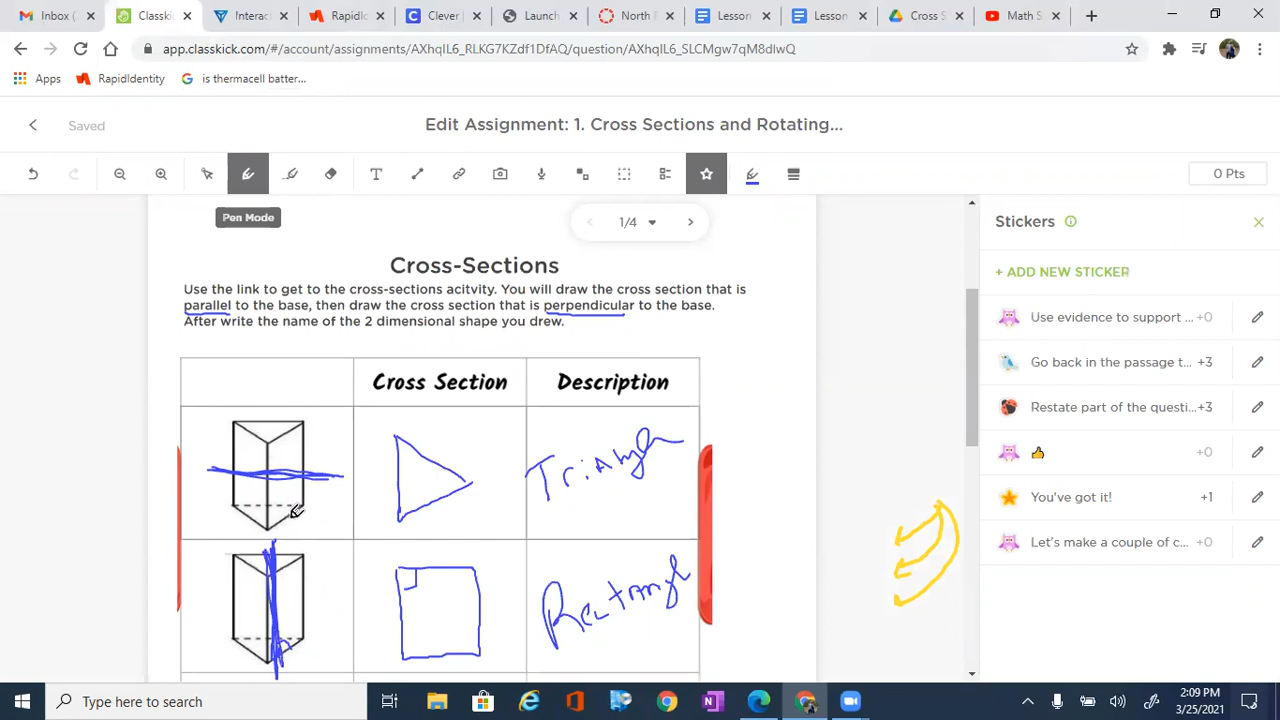 Inbox (
Classkick
Interac
RapidI
Clever
Launch
North F
Lesson
Lesson
Cross S
Math S
app.classkick.com/#/account/assignments/AXhqIL6_RLKG7KZdf1DfAQ/question/AXhqIL6_SLCMgw7qM8dlwQ
Apps
RapidIdentity
is thermacell batter...
Saved
Edit Assignment: 1. Cross Sections and Rotating...
0 Pts
Pen Mode
1/4
Stickers
+ ADD NEW STICKER
Use evidence to support ... +0
Go back in the passage t... +3
Restate part of the questi... +3
+0
You've got it! +1
Let's make a couple of c... +0
Cross-Sections
Use the link to get to the cross-sections acitvity. You will draw the cross section that is
parallel to the base, then draw the cross section that is perpendicular to the base.
After write the name of the 2 dimensional shape you drew.
Cross Section Description
Triangle
Rectangl
Type here to search
2:09 PM
3/25/2021